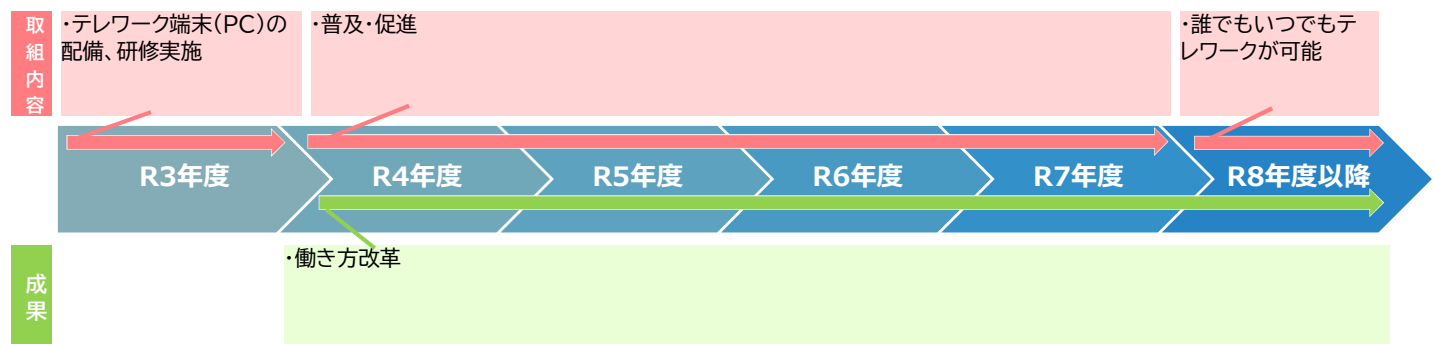 取組内容
・テレワーク端末(PC)の
配備、研修実施
・普及・促進
・誰でもいつでもテ
レワークが可能
R3年度
R4年度
R5年度
R6年度
R7年度
R8年度以降
成果
・働き方改革